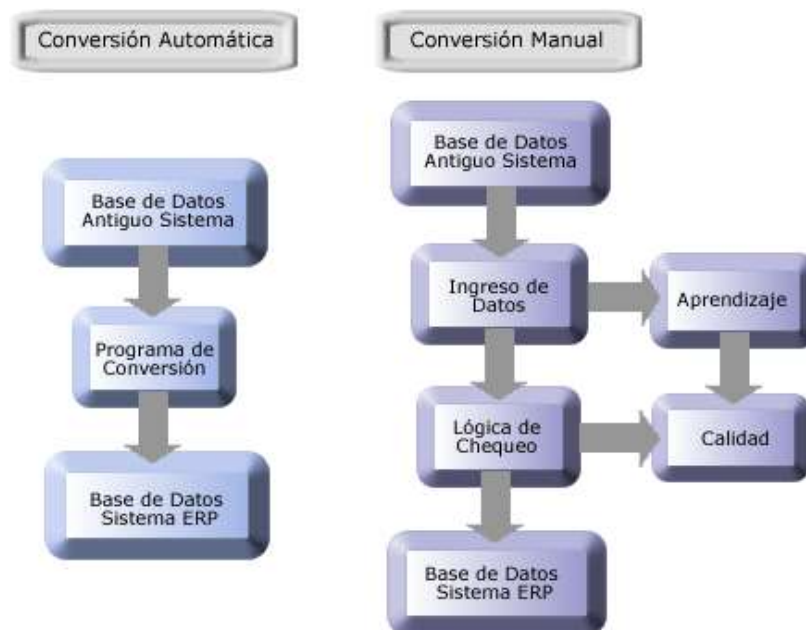 Conversión Automática
Base de Datos
Antiguo Sistema
Programa de
Conversión
Base de Datos
Sistema ERP
Conversión Manual
Base de Datos
Antiguo Sistema
Ingreso de
Datos
Aprendizaje
Lógica de
Chequeo
Calidad
Base de Datos
Sistema ERP